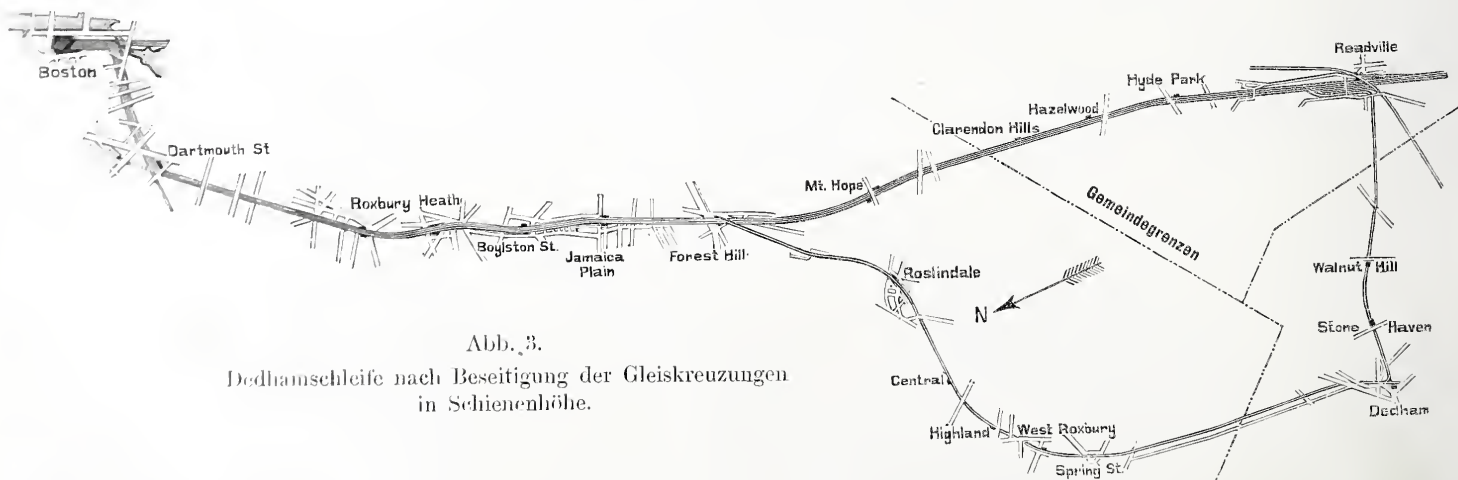 Boston
Dartmouth St
Roxbury Heath
Boylston St.
Jamaica
Plain
Forest Hill
Mt. Hope
Clarendon Hills
Hazelwood
Hyde Park
Readville
Gemeindegrenzen
Roslindale
N
Walnut Hill
Stone Haven
Central
Highland
West Roxbury
Spring St.
Dedham
Abb. 3.
Dedhamschleife nach Beseitigung der Gleiskreuzungen
in Schienenhöhe.